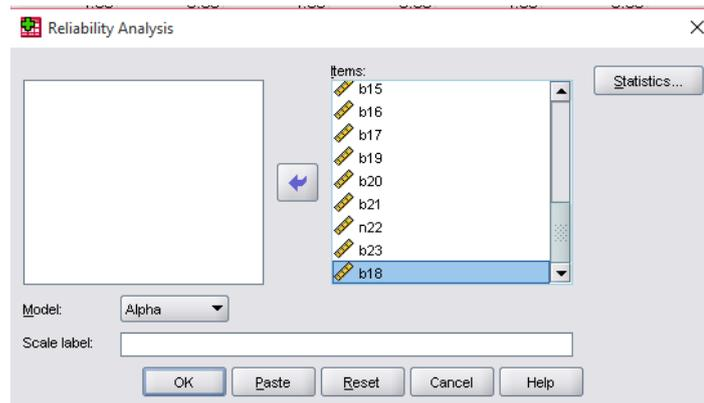 Reliability Analysis
Items:
b15
b16
b17
b19
b20
b21
n22
b23
b18
Statistics...
Model:
Alpha
Scale label:
OK
Paste
Reset
Cancel
Help